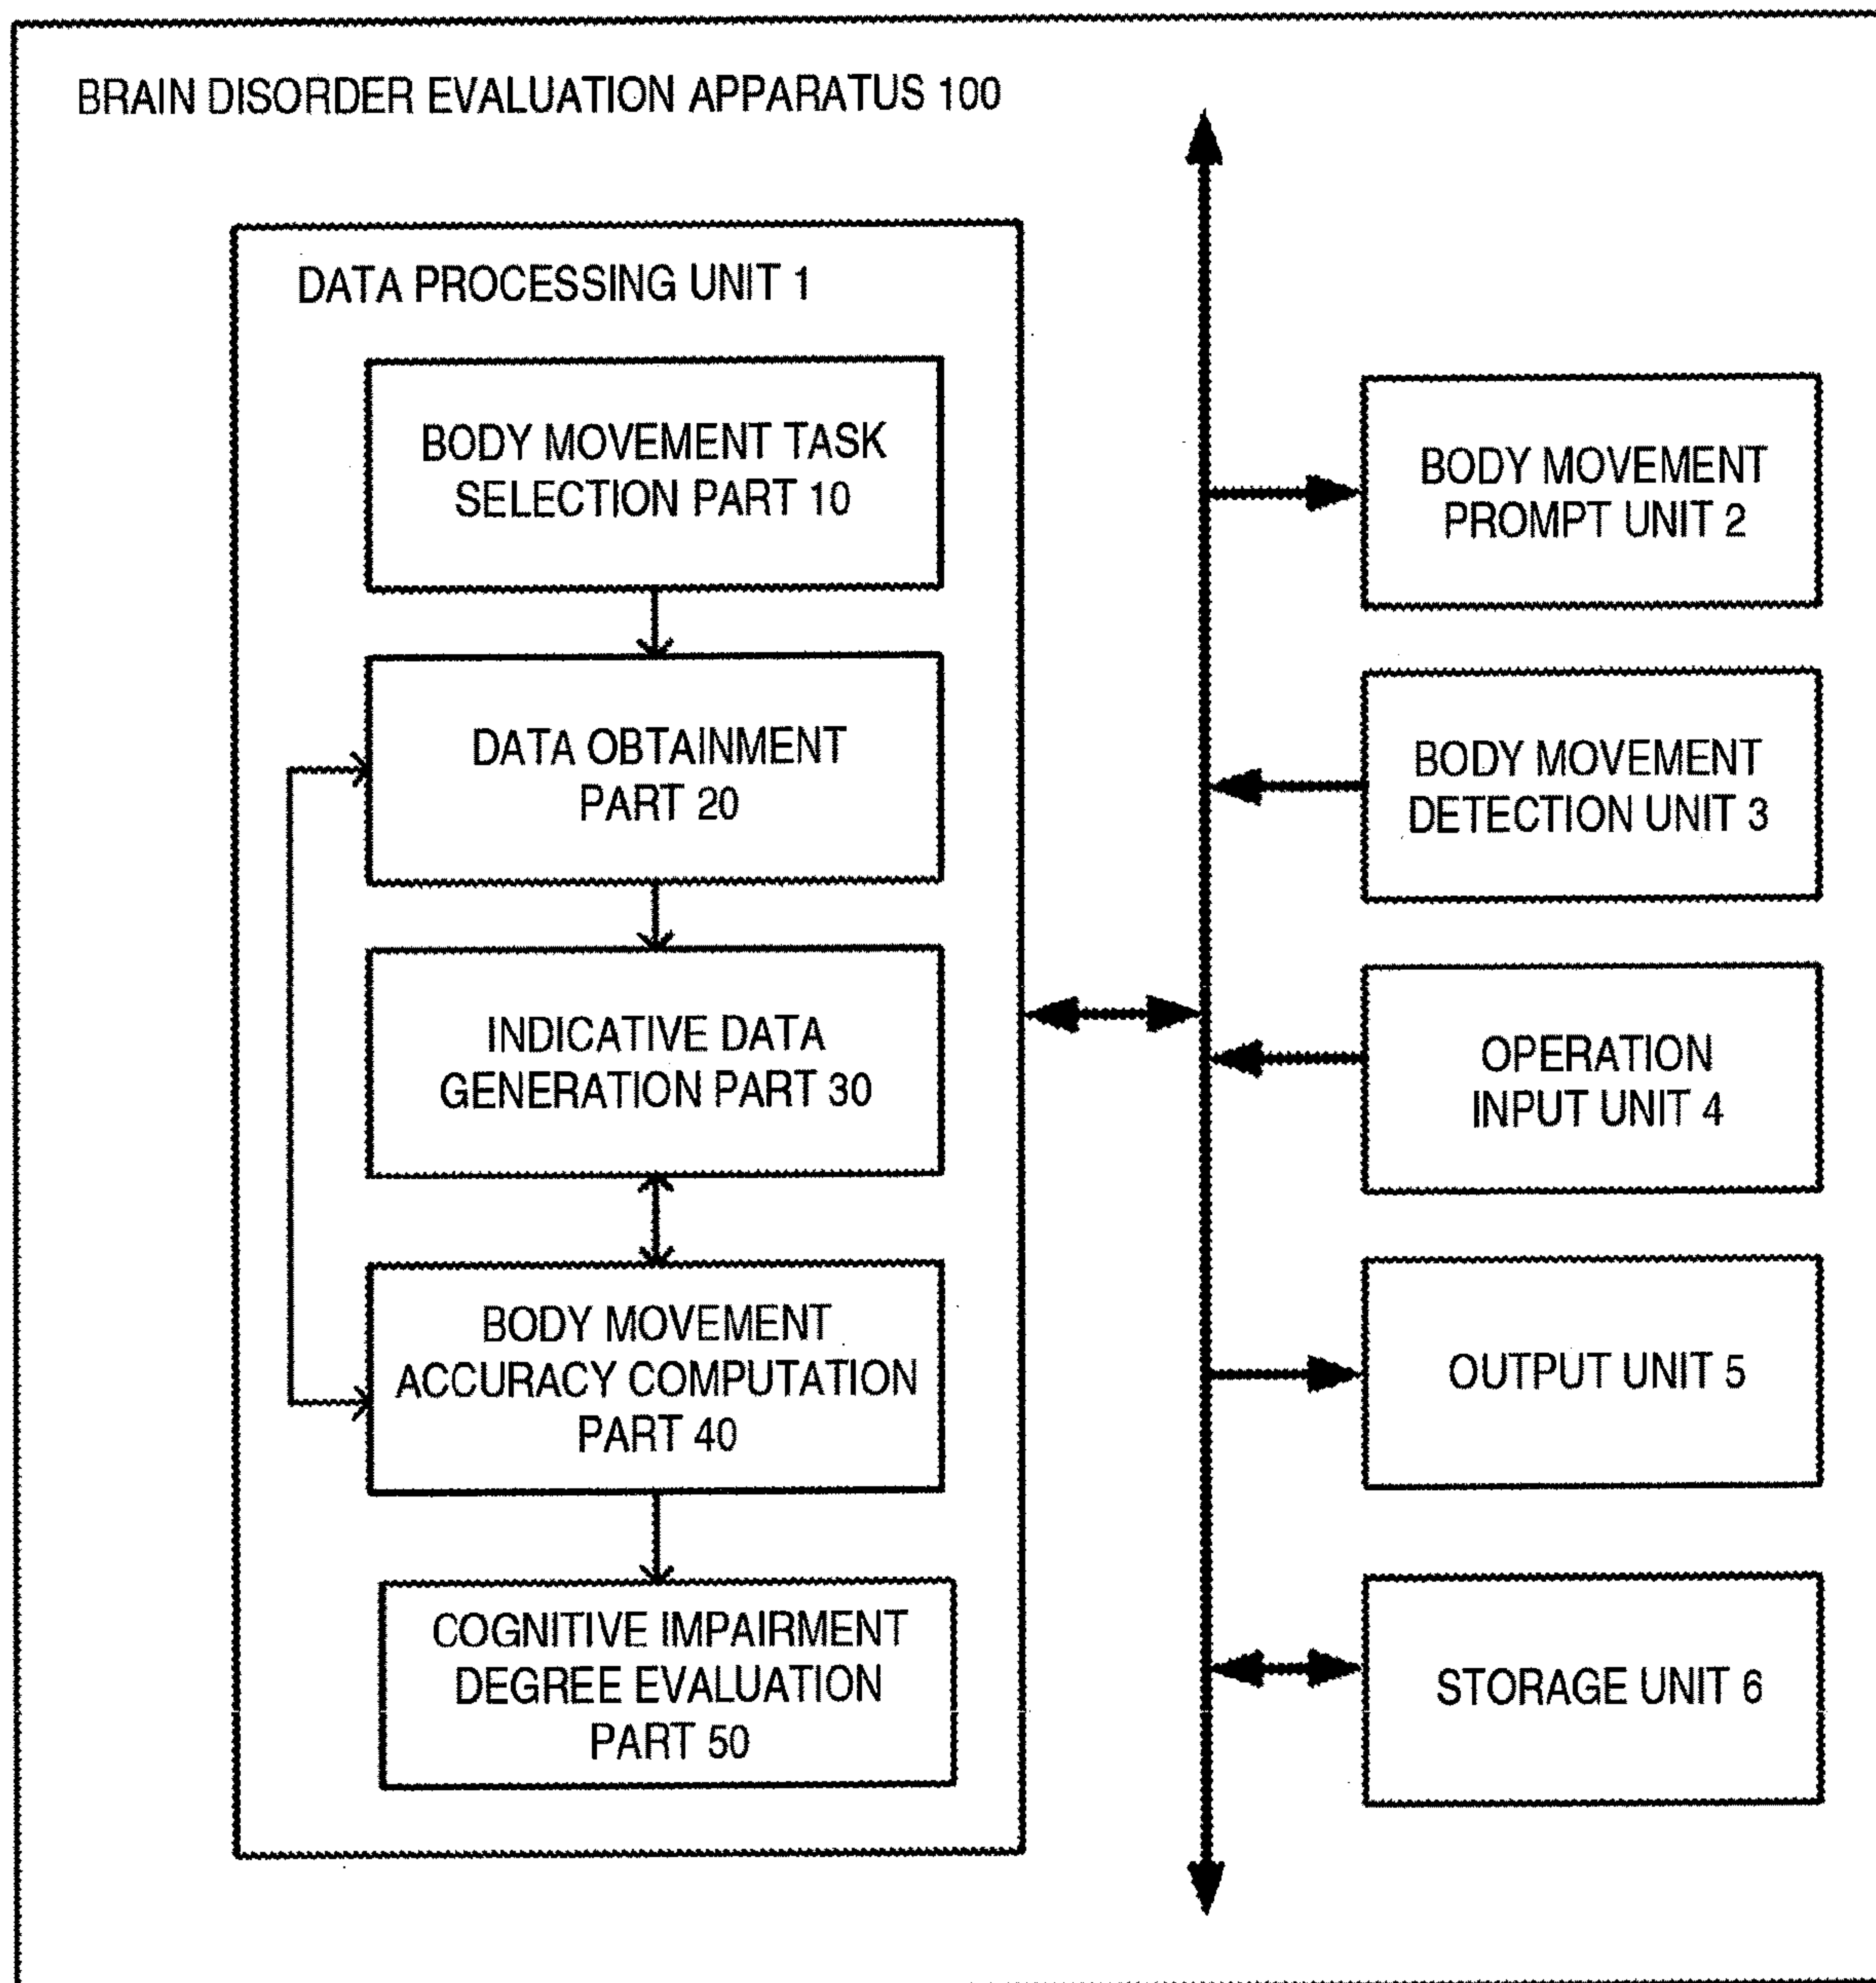 BRAIN DISORDER EVALUATION APPARATUS 100
DATA PROCESSING UNIT 1
BODY MOVEMENT TASK
SELECTION PART 10
DATA OBTAINMENT
PART 20
INDICATIVE DATA
GENERATION PART 30
BODY MOVEMENT
ACCURACY COMPUTATION
PART 40
COGNITIVE IMPAIRMENT
DEGREE EVALUATION
PART 50
BODY MOVEMENT
PROMPT UNIT 2
BODY MOVEMENT
DETECTION UNIT 3
OPERATION
INPUT UNIT 4
OUTPUT UNIT 5
STORAGE UNIT 6